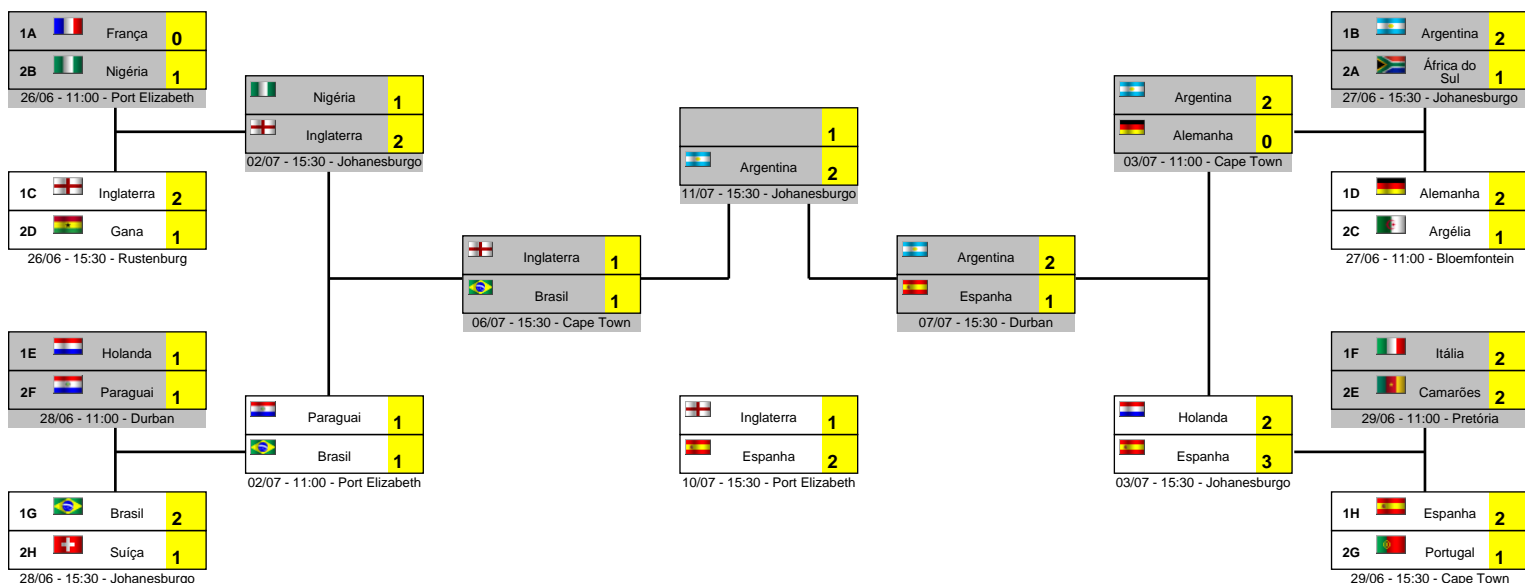 1A França 0
2B Nigéria 1
26/06 - 11:00 - Port Elizabeth
1C Inglaterra 2
2D Gana 1
26/06 - 15:30 - Rustenburg
1E Holanda 1
2F Paraguai 1
28/06 - 11:00 - Durban
1G Brasil 2
2H Suíça 1
28/06 - 15:30 - Johanesburgo
Nigéria 1
Inglaterra 2
02/07 - 15:30 - Johanesburgo
Paraguai 1
Brasil 1
02/07 - 11:00 - Port Elizabeth
Inglaterra 1
Brasil 1
06/07 - 15:30 - Cape Town
1
Argentina 2
11/07 - 15:30 - Johanesburgo
Inglaterra 1
Espanha 2
10/07 - 15:30 - Port Elizabeth
Argentina 2
Espanha 1
07/07 - 15:30 - Durban
Argentina 2
Alemanha 0
03/07 - 11:00 - Cape Town
Holanda 2
Espanha 3
03/07 - 15:30 - Johanesburgo
1B Argentina 2
2A África do Sul 1
27/06 - 15:30 - Johanesburgo
1D Alemanha 2
2C Argélia 1
27/06 - 11:00 - Bloemfontein
1F Itália 2
2E Camarões 2
29/06 - 11:00 - Pretória
1H Espanha 2
2G Portugal 1
29/06 - 15:30 - Cape Town